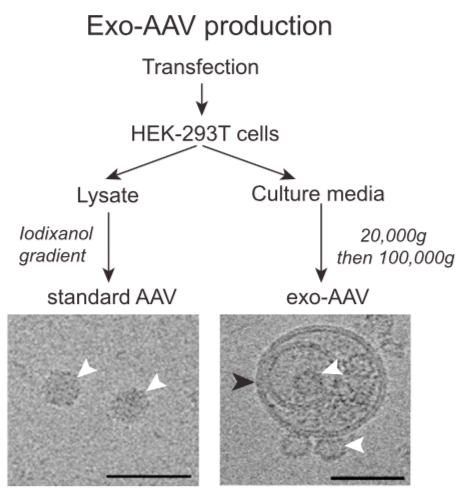 Exo-AAV production
Transfection
HEK-293T cells
Lysate
Culture media
Iodixanol
gradient
20,000g
then 100,000g
standard AAV
exo-AAV